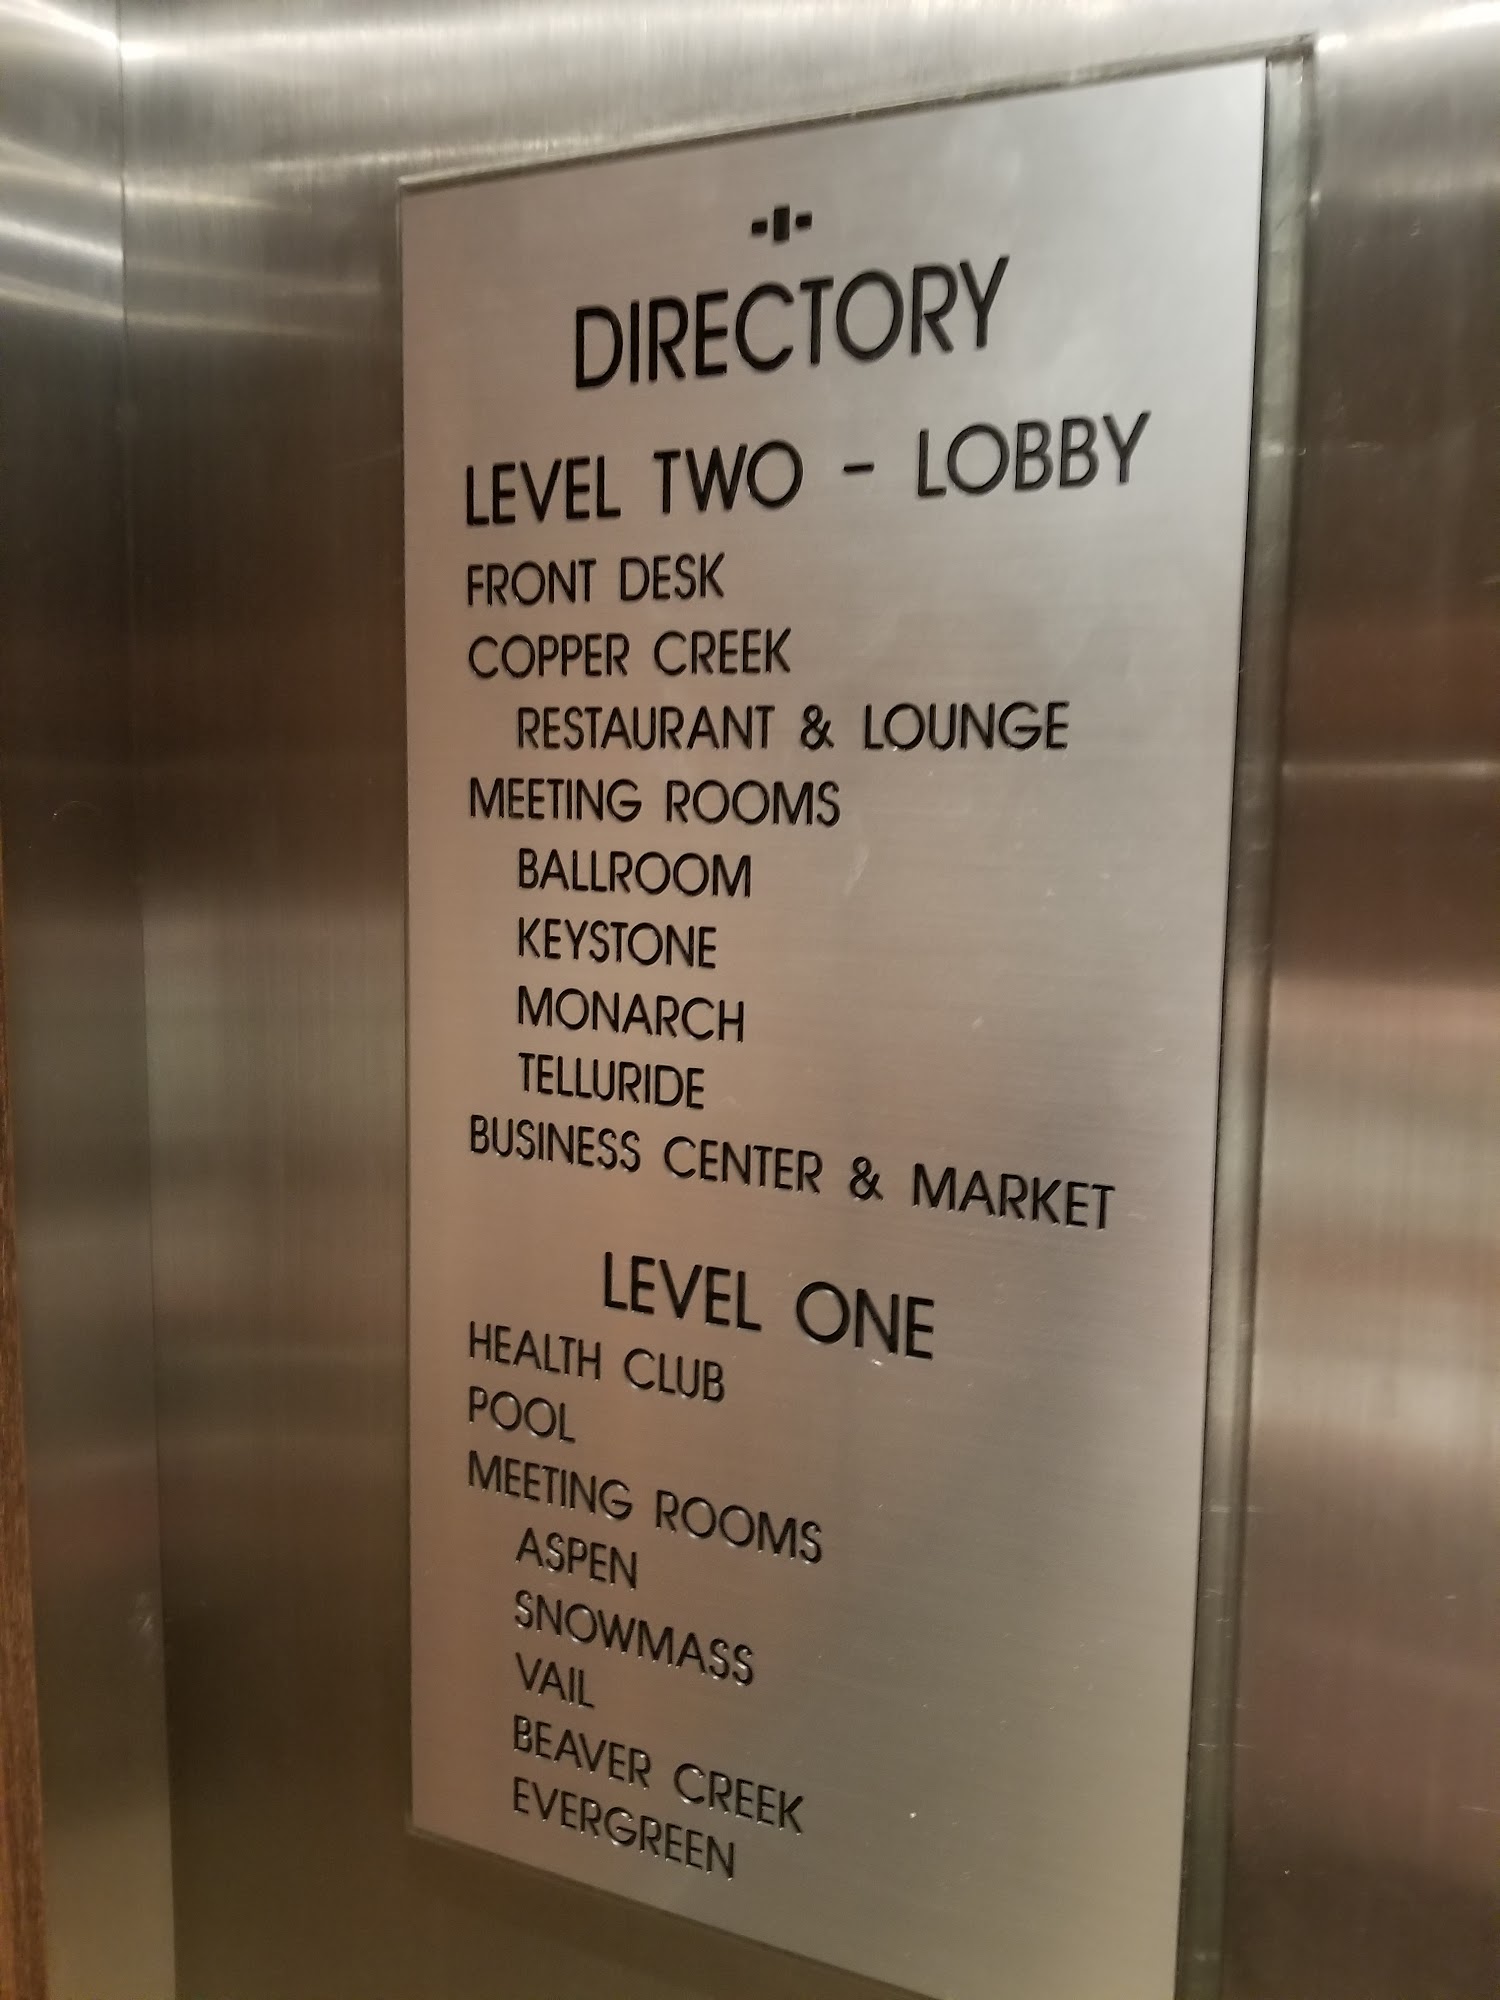 DIRECTORY
LEVEL TWO - LOBBY
FRONT DESK
COPPER CREEK
RESTAURANT & LOUNGE
MEETING ROOMS
BALLROOM
KEYSTONE
MONARCH
TELLURIDE
BUSINESS CENTER & MARKET
LEVEL ONE
HEALTH CLUB
POOL
MEETING ROOMS
ASPEN
SNOWMASS
VAIL
BEAVER CREEK
EVERGREEN